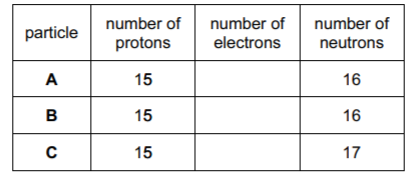 particle number of protons number of electrons number of neutrons
A 15 16
B 15 16
C 15 17